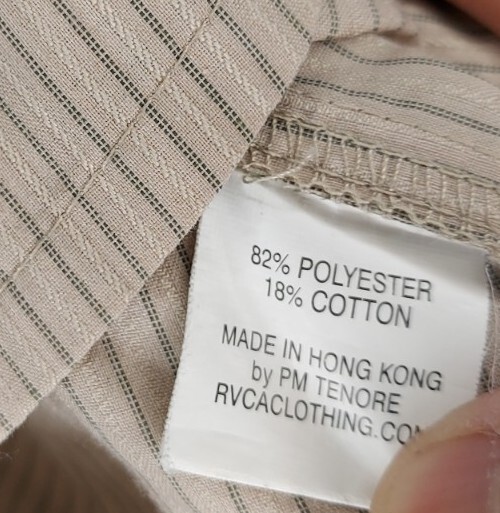 82% POLYESTER
18% COTTON
MADE IN HONG KONG
by PM TENORE
RVCACLOTHING.CO